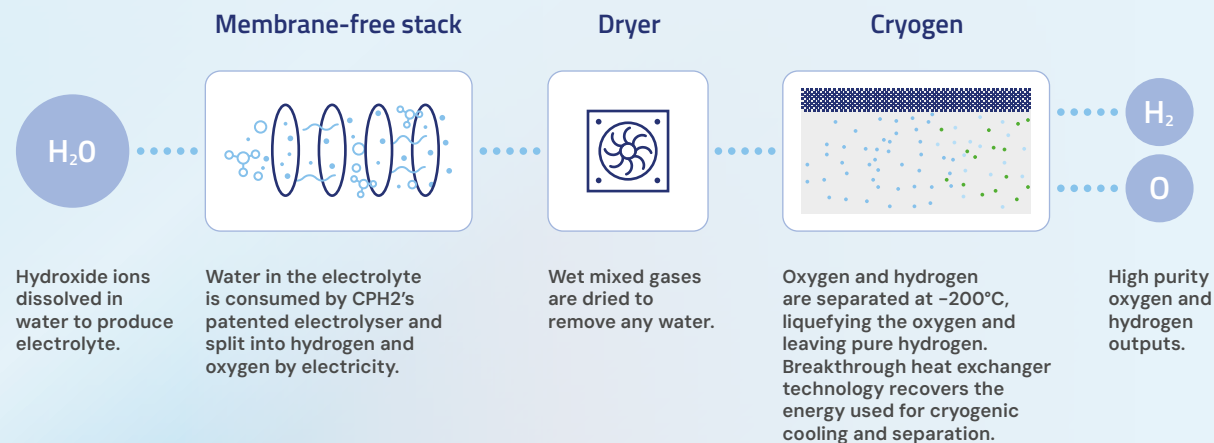 Membrane-free stack
Dryer
Cryogen
H₂0
H₂
O
Hydroxide ions
dissolved in
water to produce
electrolyte.
Water in the electrolyte
is consumed by CPH2’s
patented electrolyser and
split into hydrogen and
oxygen by electricity.
Wet mixed gases
are dried to
remove any water.
Oxygen and hydrogen
are separated at -200°C,
liquefying the oxygen and
leaving pure hydrogen.
Breakthrough heat exchanger
technology recovers the
energy used for cryogenic
cooling and separation.
High purity
oxygen and
hydrogen
outputs.